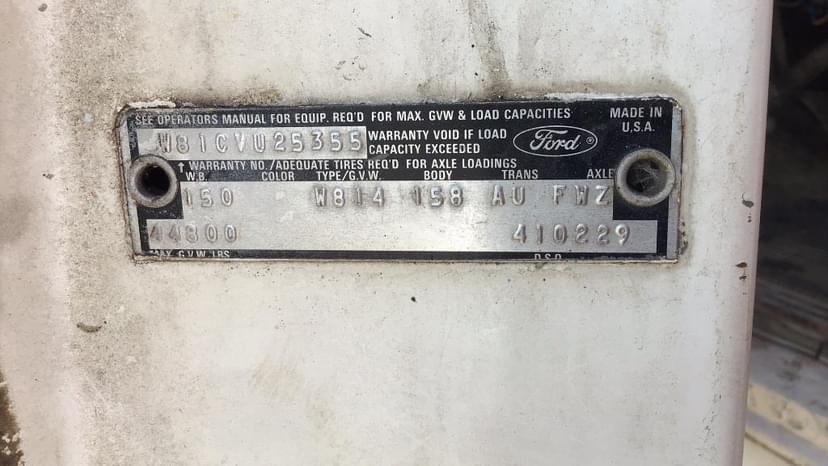 SEE OPERATORS MANUAL FOR EQUIP. REQ'D FOR MAX. GVW & LOAD CAPACITIES
MADE IN
U.S.A.
W81CVU25355
WARRANTY VOID IF LOAD
CAPACITY EXCEEDED
Ford ®
↑ WARRANTY NO./ADEQUATE TIRES REQ'D FOR AXLE LOADINGS
W.B. COLOR TYPE/G.V.W. BODY TRANS AXLE
150 W814 158 AU FWZ
44800 410229
MAX. G.V.W. LBS D.S.O.